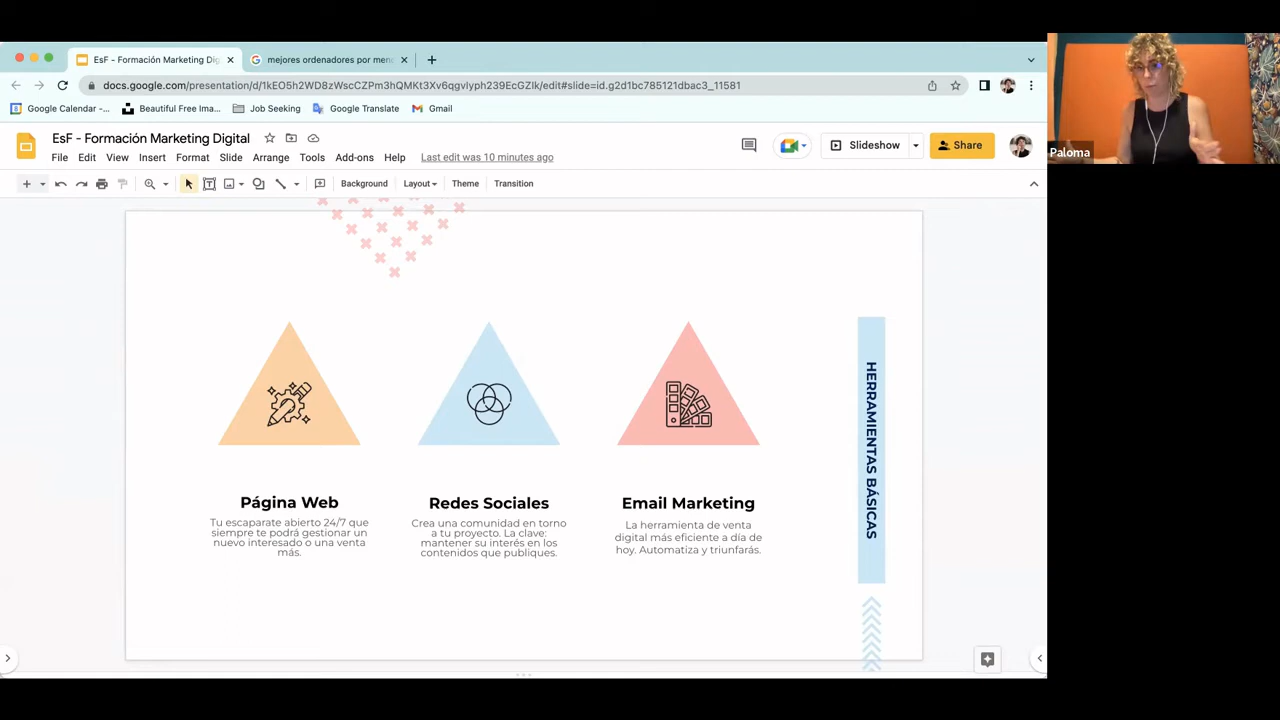 EsF - Formación Marketing Dig
mejores ordenadores por meno
docs.google.com/presentation/d/1kEO5h2WD8zWscCZPm3hQMKt3Xv6qgvlyph239EcGZIk/edit#slide=id.g2d1bc785121dbac3_11581
Google Calendar -...
Beautiful Free Ima...
Job Seeking
Google Translate
Gmail
EsF - Formación Marketing Digital
File Edit View Insert Format Slide Arrange Tools Add-ons Help Last edit was 10 minutes ago
Slideshow
Share
Background Layout Theme Transition
Paloma
Página Web
Tu escaparate abierto 24/7 que
siempre te podrá gestionar un
nuevo interesado o una venta
más.
Redes Sociales
Crea una comunidad en torno
a tu proyecto. La clave:
mantener su interés en los
contenidos que publiques.
Email Marketing
La herramienta de venta
digital más eficiente a día de
hoy. Automatiza y triunfarás.
HERRAMIENTAS BÁSICAS